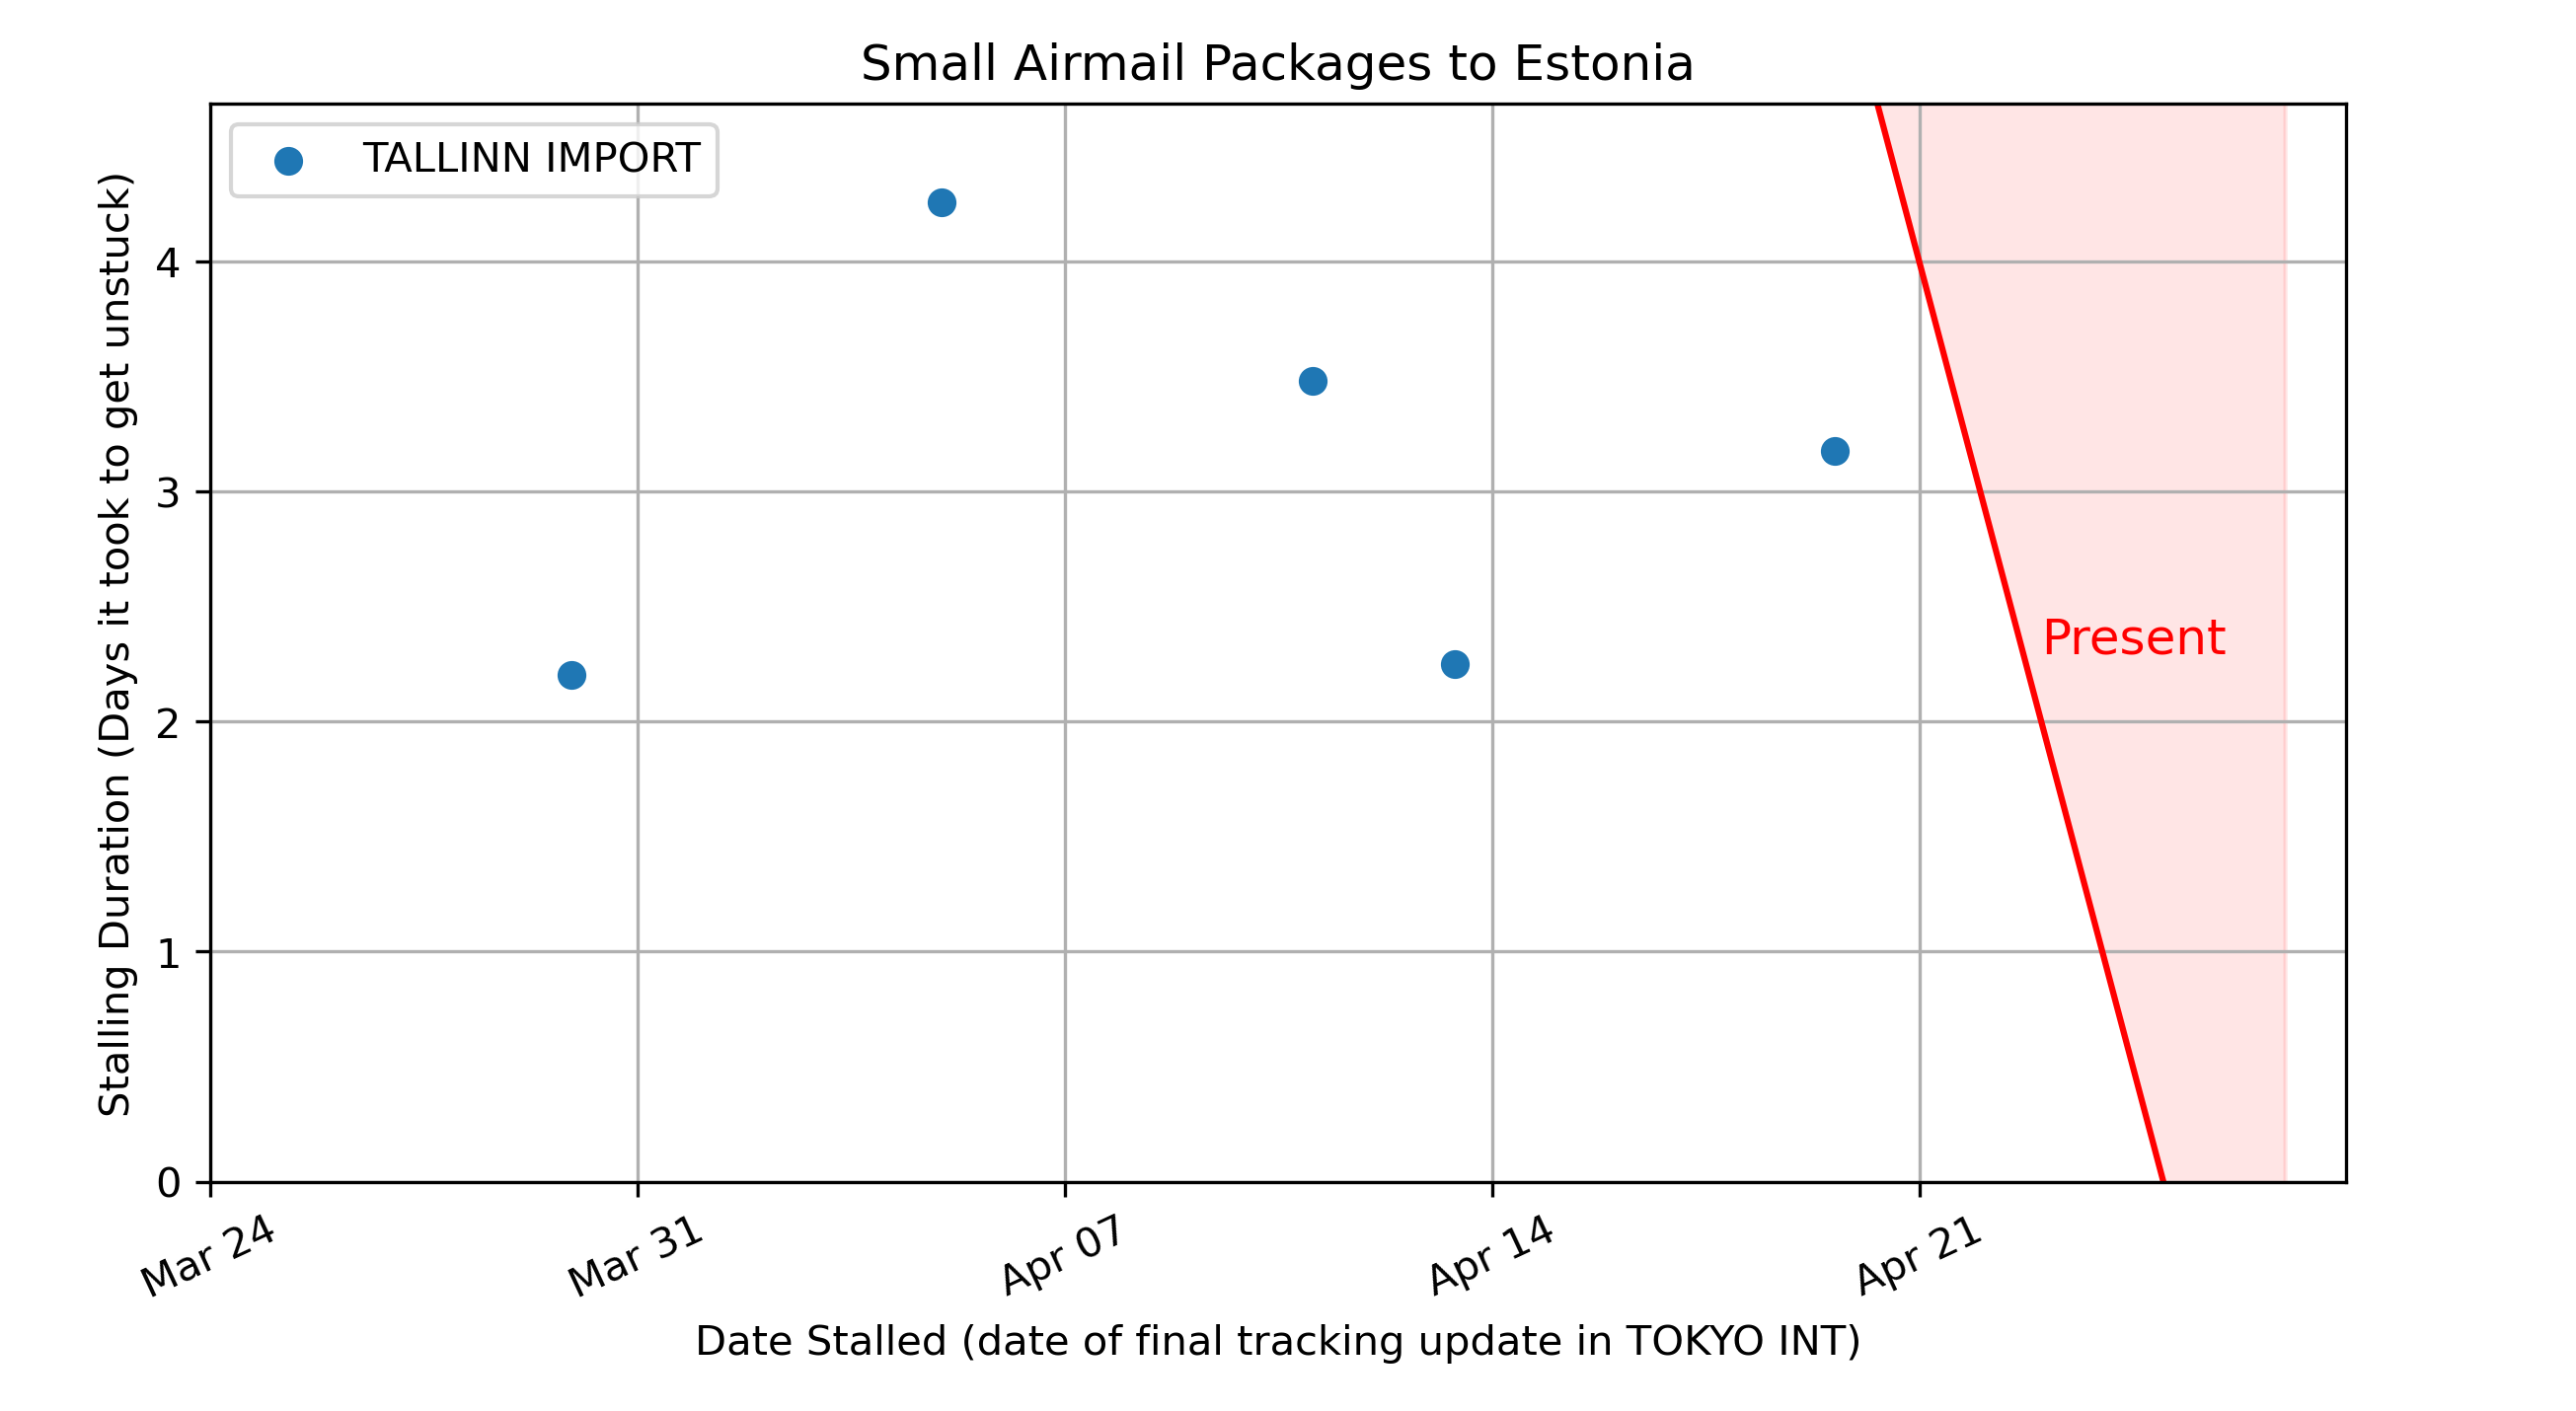 Small Airmail Packages to Estonia
TALLINN IMPORT
Stalling Duration (Days it took to get unstuck)
4
3
2
1
0
Present
Mar 24
Mar 31
Apr 07
Apr 14
Apr 21
Date Stalled (date of final tracking update in TOKYO INT)